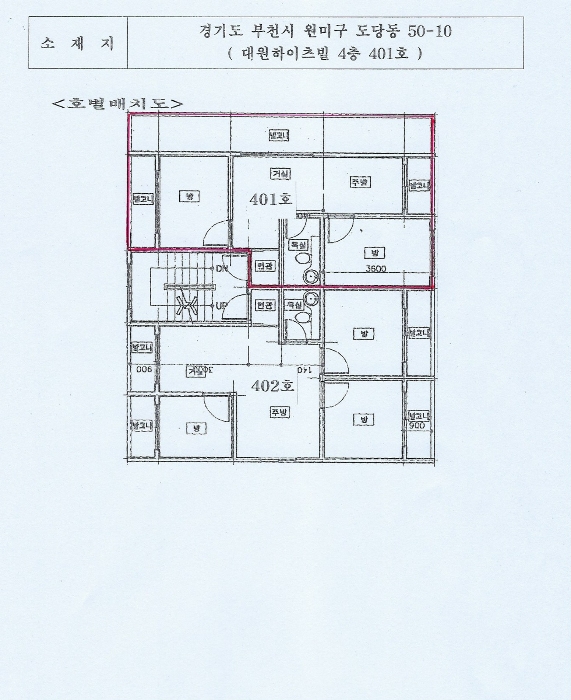 소 재 지
경기도 부천시 원미구 도당동 50-10
( 대원하이츠빌 4층 401호 )
<호별배치도>
발코니
거실
주방
발코니
방
401호
발코니
욕실
방
현관
3600
DN
UP
현관
욕실
방
발코니
발코니
900
거실
140
402호
주방
발코니
방
방
발코니
900